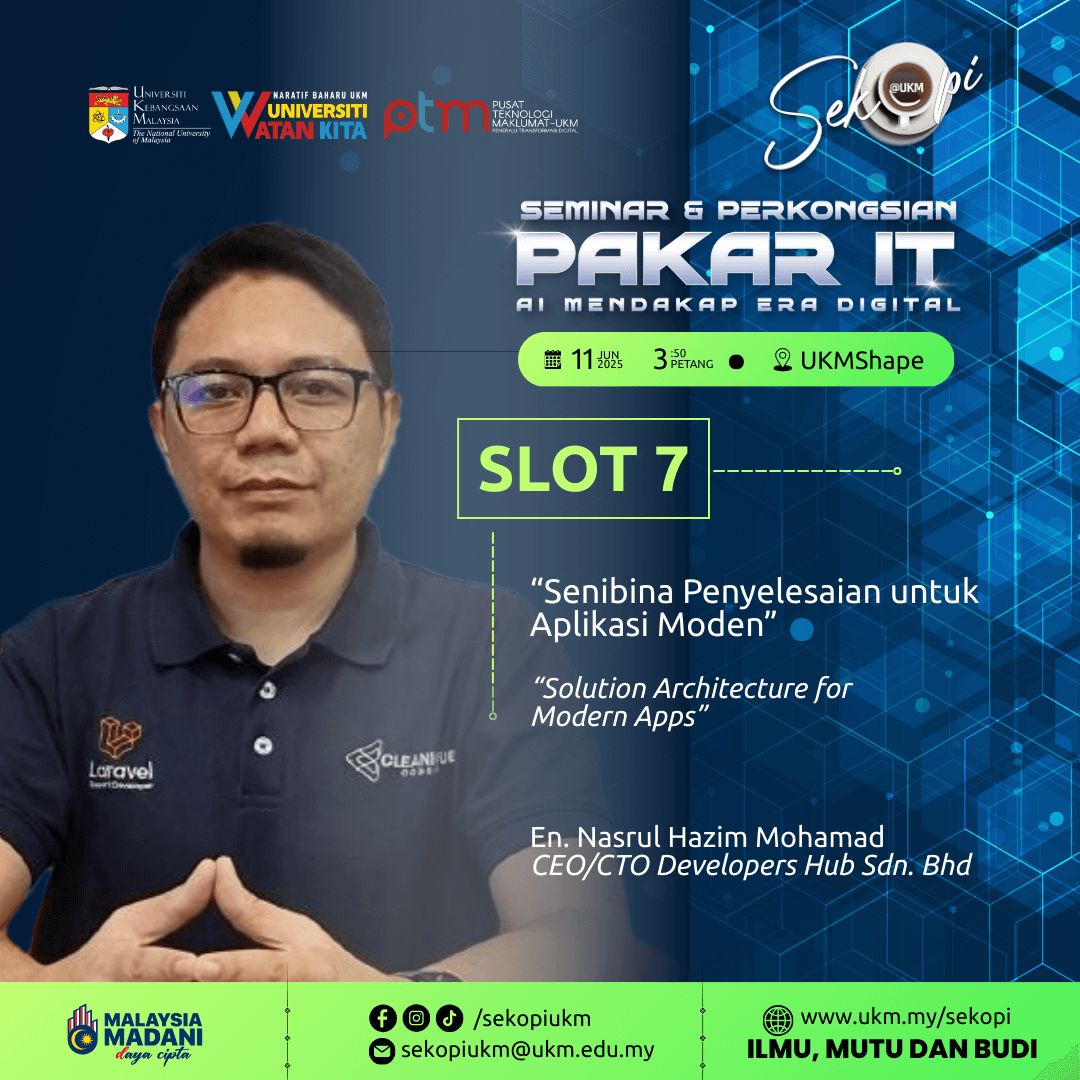 UNIVERSITI
KEBANGSAAN
MALAYSIA
The National University
of Malaysia
NARATIF BAHARU UKM
UNIVERSITI
WATAN KITA
ptm
PUSAT
TEKNOLOGI
MAKLUMAT-UKM
PENERAJU TRANSFORMASI DIGITAL
Sekopi
@UKM
SEMINAR & PERKONGSIAN
PAKAR IT
AI MENDAKAP ERA DIGITAL
11 JUN 2025 3:50 PETANG ● UKMShape
SLOT 7
“Senibina Penyelesaian untuk
Aplikasi Moden”
“Solution Architecture for
Modern Apps”
Laravel
En. Nasrul Hazim Mohamad
CEO/CTO Developers Hub Sdn. Bhd
MALAYSIA
MADANI
daya cipta
/sekopiukm
sekopiukm@ukm.edu.my
www.ukm.my/sekopi
ILMU, MUTU DAN BUDI